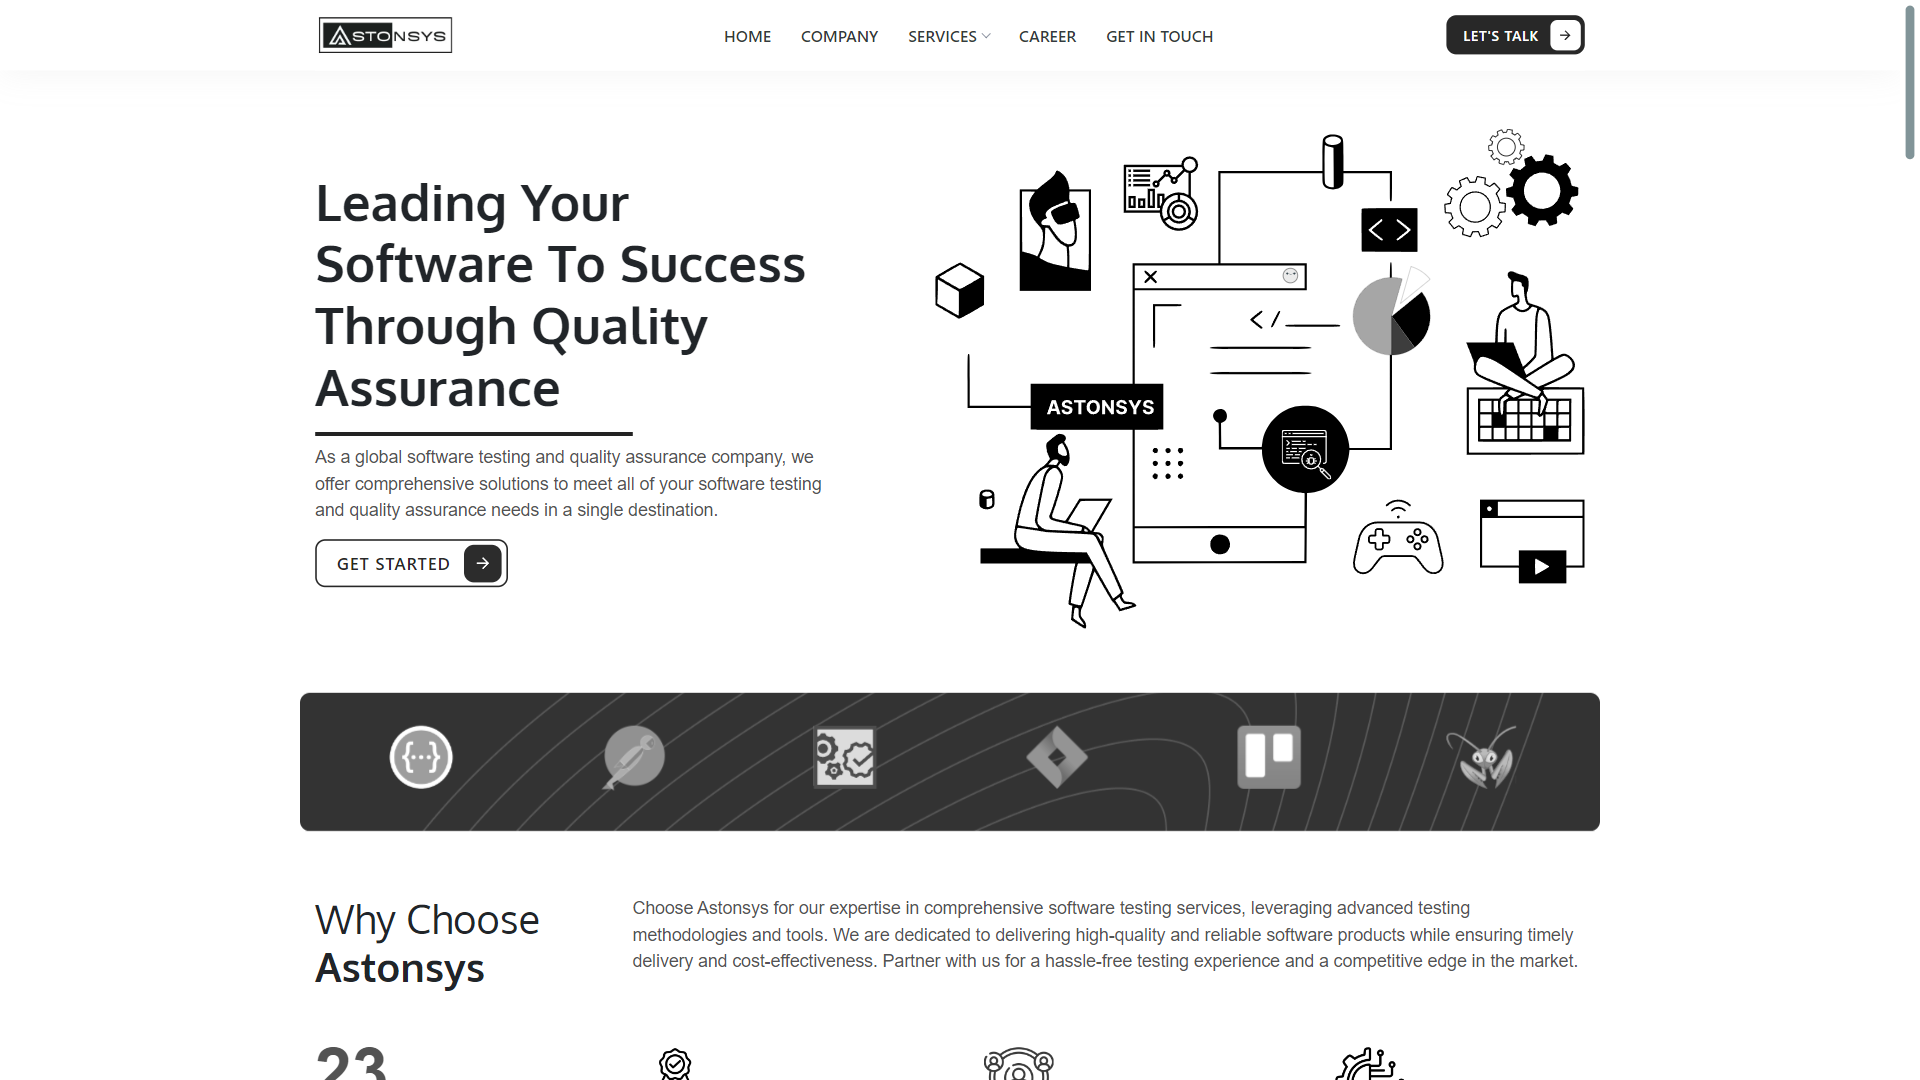 ASTONSYS
HOME
COMPANY
SERVICES
CAREER
GET IN TOUCH
LET'S TALK
Leading Your
Software To Success
Through Quality
Assurance
As a global software testing and quality assurance company, we
offer comprehensive solutions to meet all of your software testing
and quality assurance needs in a single destination.
GET STARTED
ASTONSYS
Why Choose
Astonsys
Choose Astonsys for our expertise in comprehensive software testing services, leveraging advanced testing
methodologies and tools. We are dedicated to delivering high-quality and reliable software products while ensuring timely
delivery and cost-effectiveness. Partner with us for a hassle-free testing experience and a competitive edge in the market.
23